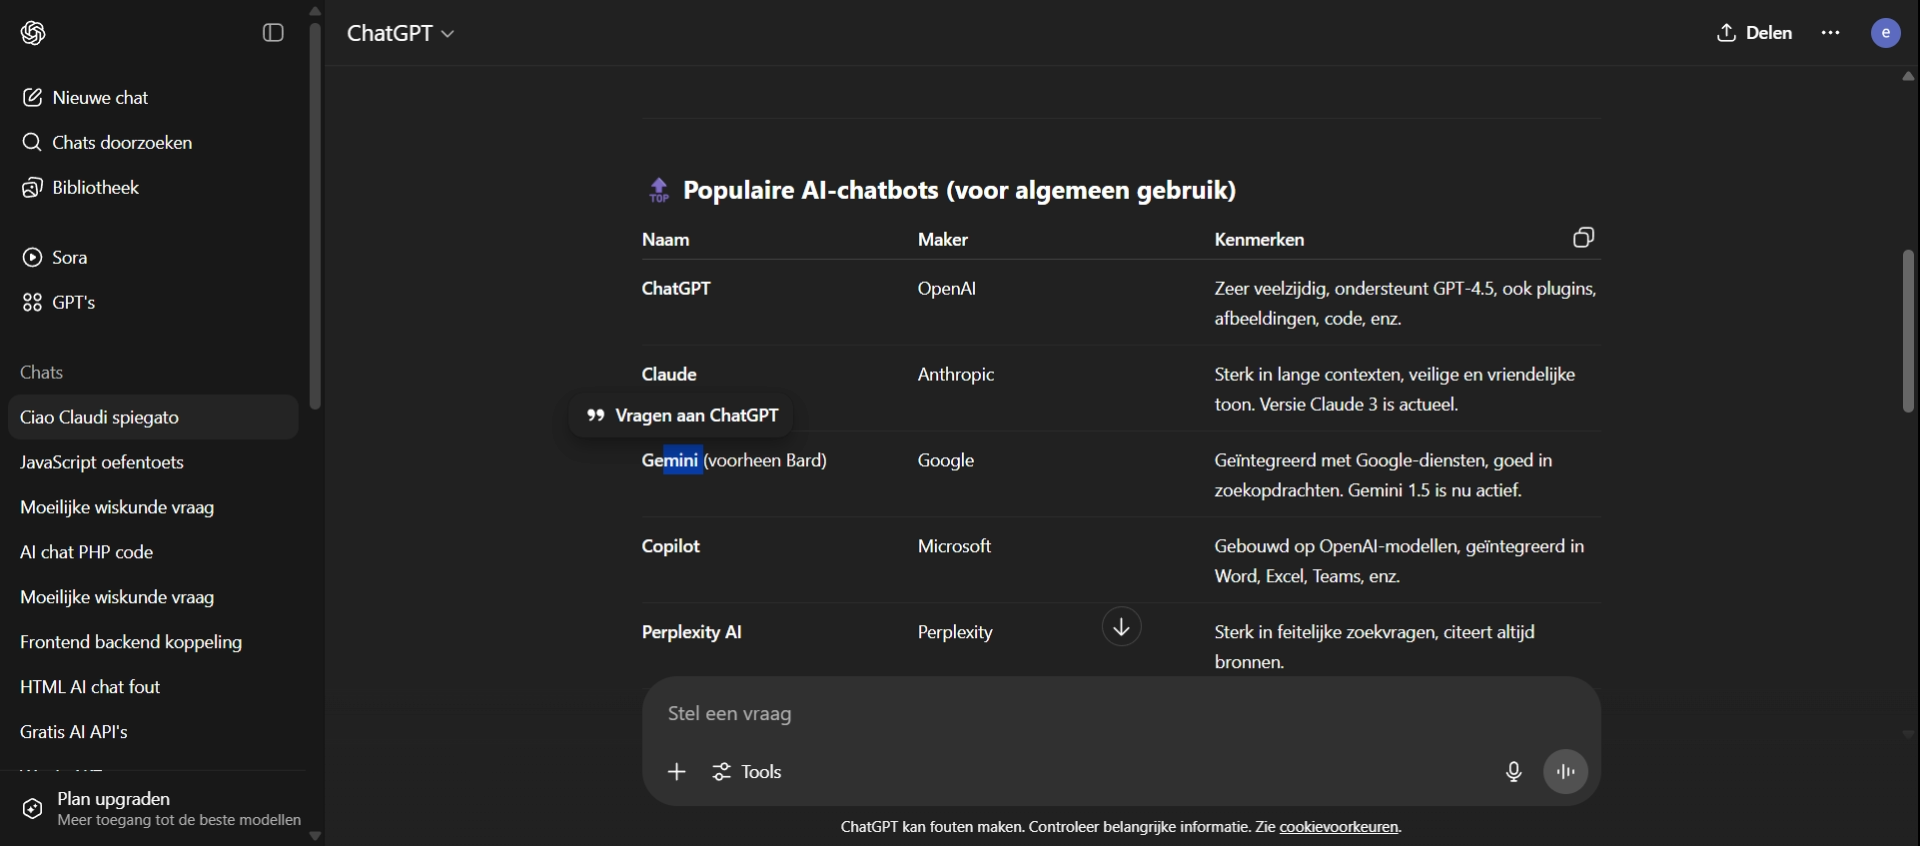 ChatGPT
Delen
e
Nieuwe chat
Chats doorzoeken
Bibliotheek
Sora
GPT's
Chats
Ciao Claudi spiegato
JavaScript oefentoets
Moeilijke wiskunde vraag
AI chat PHP code
Moeilijke wiskunde vraag
Frontend backend koppeling
HTML AI chat fout
Gratis AI API's
Plan upgraden
Meer toegang tot de beste modellen
TOP Populaire AI-chatbots (voor algemeen gebruik)
Naam Maker Kenmerken
ChatGPT OpenAI Zeer veelzijdig, ondersteunt GPT-4.5, ook plugins,
afbeeldingen, code, enz.
Claude Anthropic Sterk in lange contexten, veilige en vriendelijke
toon. Versie Claude 3 is actueel.
Vragen aan ChatGPT
Gemini (voorheen Bard) Google Geïntegreerd met Google-diensten, goed in
zoekopdrachten. Gemini 1.5 is nu actief.
Copilot Microsoft Gebouwd op OpenAI-modellen, geïntegreerd in
Word, Excel, Teams, enz.
Perplexity AI Perplexity Sterk in feitelijke zoekvragen, citeert altijd
bronnen.
Stel een vraag
Tools
ChatGPT kan fouten maken. Controleer belangrijke informatie. Zie cookievoorkeuren.